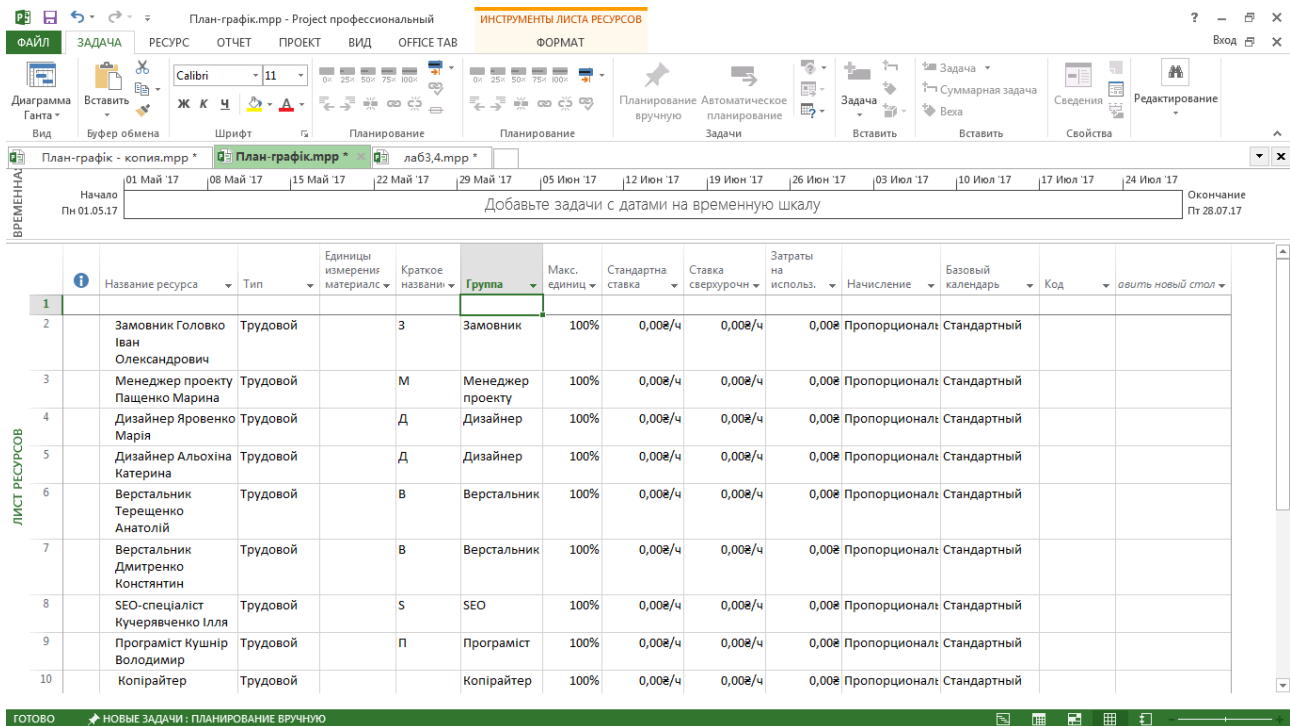 План-графік.mpp - Project профессиональный
ИНСТРУМЕНТЫ ЛИСТА РЕСУРСОВ
ФАЙЛ ЗАДАЧА РЕСУРС ОТЧЕТ ПРОЕКТ ВИД OFFICE TAB ФОРМАТ Вход
Диаграмма Ганта
Вставить
Calibri 11
Ж К Ч
0× 25× 50× 75× 100×
0× 25× 50× 75× 100×
Планирование вручную
Автоматическое планирование
Задача
Задача
Суммарная задача
Веха
Сведения
Редактирование
Вид Буфер обмена Шрифт Планирование Планирование Задачи Вставить Вставить Свойства
План-графік - копия.mpp * План-графік.mpp * лаб3,4.mpp *
ВРЕМЕННА
01 Май '17 08 Май '17 15 Май '17 22 Май '17 29 Май '17 05 Июн '17 12 Июн '17 19 Июн '17 26 Июн '17 03 Июл '17 10 Июл '17 17 Июл '17 24 Июл '17
Начало
Пн 01.05.17
Добавьте задачи с датами на временную шкалу
Окончание
Пт 28.07.17
ЛИСТ РЕСУРСОВ
Название ресурса Тип Единицы измерения материалс Краткое названи Группа Макс. единиц Стандартна ставка Ставка сверхурочн Затраты на использ. Начисление Базовый календарь Код авить новый стол
1
2 Замовник Головко Іван Олександрович Трудовой З Замовник 100% 0,00₴/ч 0,00₴/ч 0,00₴ Пропорциональ Стандартный
3 Менеджер проекту Пащенко Марина Трудовой М Менеджер проекту 100% 0,00₴/ч 0,00₴/ч 0,00₴ Пропорциональ Стандартный
4 Дизайнер Яровенко Марія Трудовой Д Дизайнер 100% 0,00₴/ч 0,00₴/ч 0,00₴ Пропорциональ Стандартный
5 Дизайнер Альохіна Катерина Трудовой Д Дизайнер 100% 0,00₴/ч 0,00₴/ч 0,00₴ Пропорциональ Стандартный
6 Верстальник Терещенко Анатолій Трудовой В Верстальник 100% 0,00₴/ч 0,00₴/ч 0,00₴ Пропорциональ Стандартный
7 Верстальник Дмитренко Констянтин Трудовой В Верстальник 100% 0,00₴/ч 0,00₴/ч 0,00₴ Пропорциональ Стандартный
8 SEO-спеціаліст Кучерявченко Ілля Трудовой S SEO 100% 0,00₴/ч 0,00₴/ч 0,00₴ Пропорциональ Стандартный
9 Програміст Кушнір Володимир Трудовой П Програміст 100% 0,00₴/ч 0,00₴/ч 0,00₴ Пропорциональ Стандартный
10 Копірайтер Трудовой Копірайтер 100% 0,00₴/ч 0,00₴/ч 0,00₴ Пропорциональ Стандартный
ГОТОВО НОВЫЕ ЗАДАЧИ : ПЛАНИРОВАНИЕ ВРУЧНУЮ